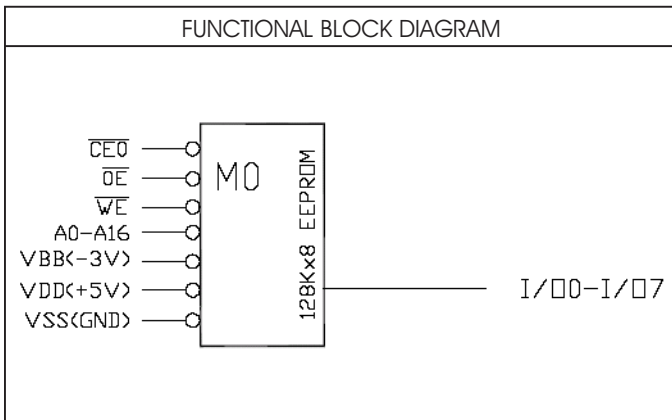 FUNCTIONAL BLOCK DIAGRAM
CE0
OE
WE
A0-A16
VBB(-3V)
VDD(+5V)
VSS(GND)
M0
128Kx8 EEPROM
I/O0-I/O7